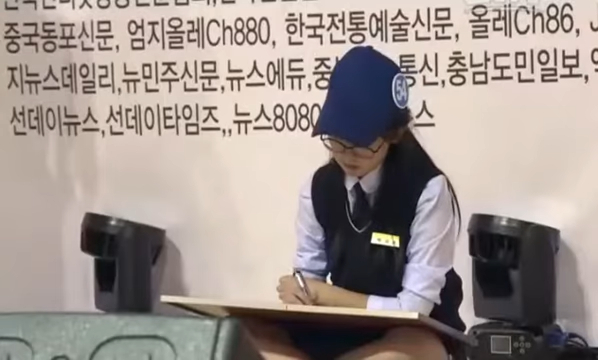 중국동포신문, 엄지올레Ch880, 한국전통예술신문, 올레Ch86, J
지뉴스데일리,뉴민주신문,뉴스에듀,중 통신,충남도민일보,
선데이뉴스,선데이타임즈,,뉴스8080 스
54